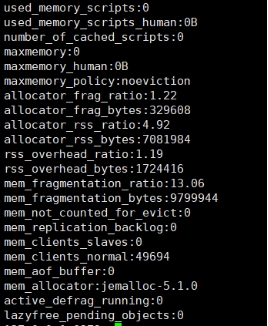 used_memory_scripts:0
used_memory_scripts_human:0B
number_of_cached_scripts:0
maxmemory:0
maxmemory_human:0B
maxmemory_policy:noeviction
allocator_frag_ratio:1.22
allocator_frag_bytes:329608
allocator_rss_ratio:4.92
allocator_rss_bytes:7081984
rss_overhead_ratio:1.19
rss_overhead_bytes:1724416
mem_fragmentation_ratio:13.06
mem_fragmentation_bytes:9799944
mem_not_counted_for_evict:0
mem_replication_backlog:0
mem_clients_slaves:0
mem_clients_normal:49694
mem_aof_buffer:0
mem_allocator:jemalloc-5.1.0
active_defrag_running:0
lazyfree_pending_objects:0